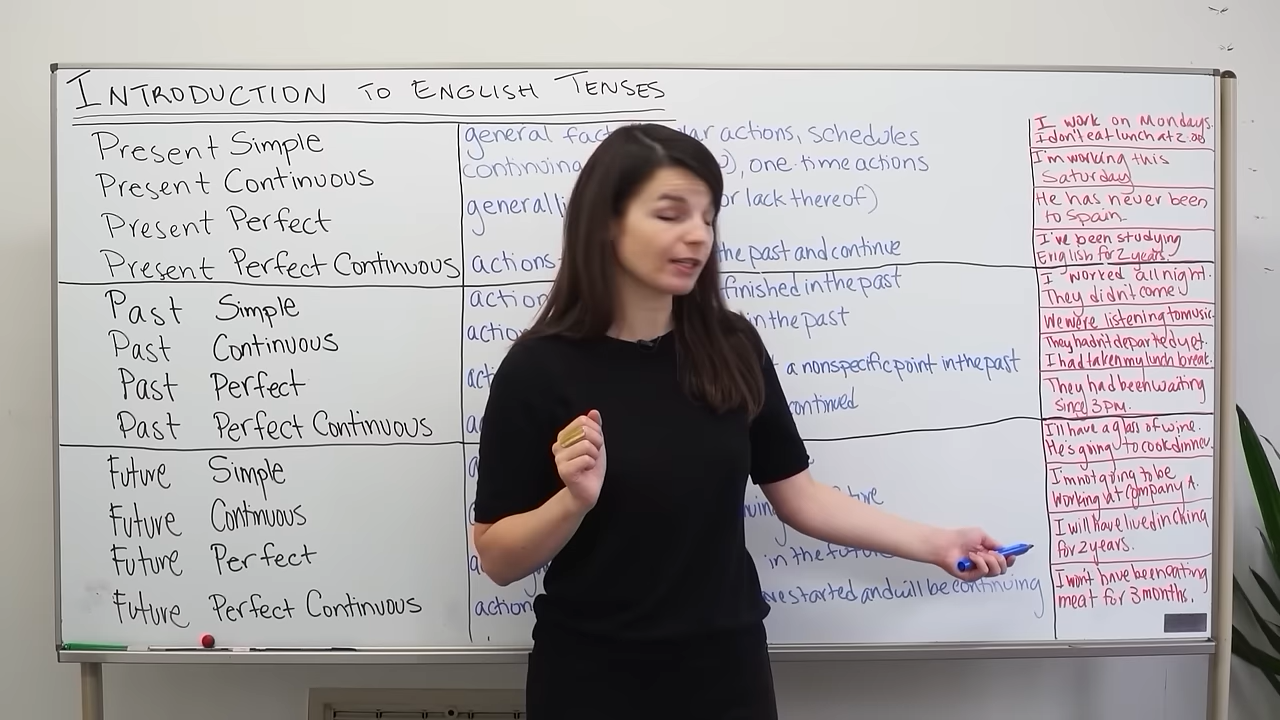 INTRODUCTION TO ENGLISH TENSES
Present Simple
general lar actions, schedules
I work on Mondays.
I don't eat lunch at 2:00
Present Continuous
continuing one-time actions
I'm working this
Saturday
Present Perfect
general or lack thereof)
He has never been
to Spain
Present Perfect Continuous
actions the past and continue
I've been studying
English for 2 years
Past Simple
finished in the past
I worked all night.
They didn't come
Past Continuous
in the past
We were listening to music
Past Perfect
a nonspecific point in the past
They hadn't departed yet.
I had taken my lunch break.
Past Perfect Continuous
continued
They had been waiting
since 3 PM.
Future Simple
I'll have a glass of wine.
He's going to cook dinner.
Future Continuous
I'm not going to be
working at Company A.
Future Perfect
in the future
I will have lived in China
for 2 years.
Future Perfect Continuous
action started and will be continuing
I won't have been eating
meat for 3 months.